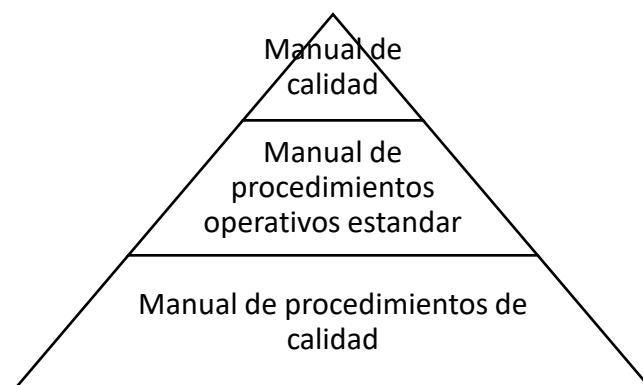 Manual de
calidad
Manual de
procedimientos
operativos estandar
Manual de procedimientos de
calidad